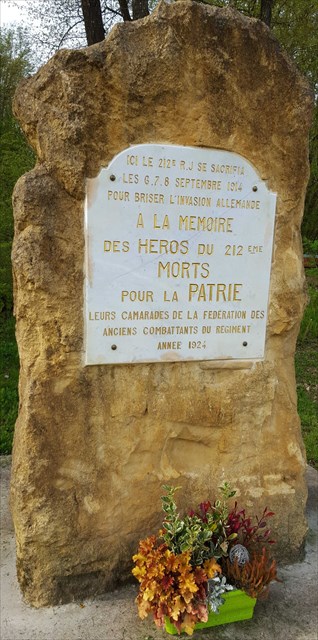 ICI LE 212E R.I SE SACRIFIA
LES 6.7.8 SEPTEMBRE 1914
POUR BRISER L'INVASION ALLEMANDE
A LA MEMOIRE
DES HEROS DU 212 EME
MORTS
POUR LA PATRIE
LEURS CAMARADES DE LA FEDERATION DES
ANCIENS COMBATTANTS DU REGIMENT
ANNEE 1924